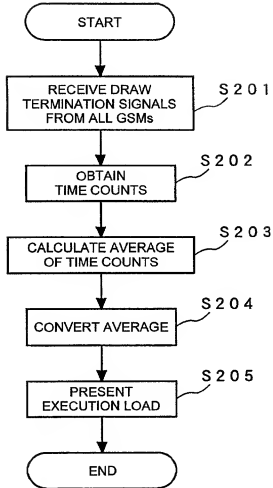 START
RECEIVE DRAW
TERMINATION SIGNALS
FROM ALL GSMs
S201
OBTAIN
TIME COUNTS
S202
CALCULATE AVERAGE
OF TIME COUNTS
S203
CONVERT AVERAGE
S204
PRESENT
EXECUTION LOAD
S205
END